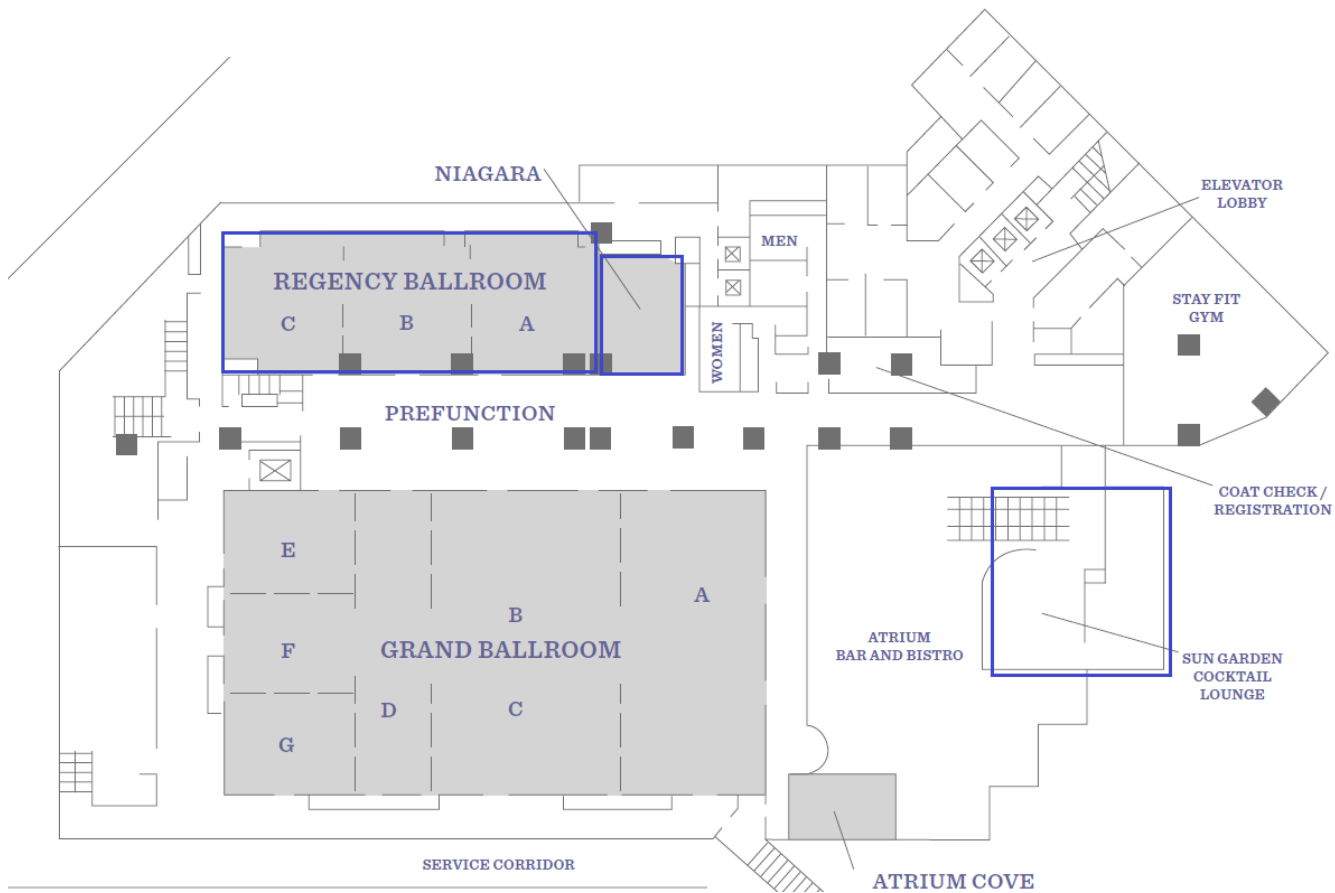 NIAGARA
ELEVATOR
LOBBY
MEN
REGENCY BALLROOM
C
B
A
STAY FIT
GYM
WOMEN
PREFUNCTION
COAT CHECK /
REGISTRATION
E
A
B
F
GRAND BALLROOM
ATRIUM
BAR AND BISTRO
SUN GARDEN
COCKTAIL
LOUNGE
D
C
G
SERVICE CORRIDOR
ATRIUM COVE